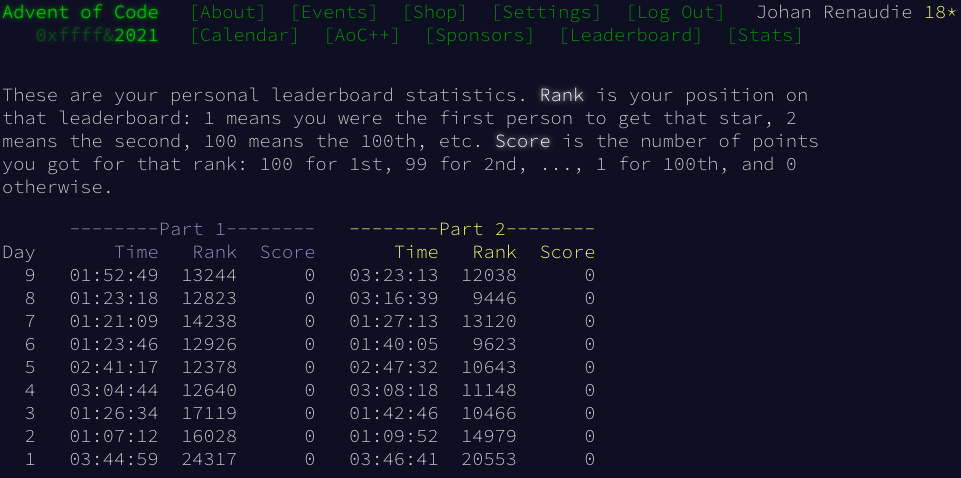 Advent of Code [About] [Events] [Shop] [Settings] [Log Out] Johan Renaudie 18*
0xffff&2021 [Calendar] [AoC++] [Sponsors] [Leaderboard] [Stats]
These are your personal leaderboard statistics. Rank is your position on
that leaderboard: 1 means you were the first person to get that star, 2
means the second, 100 means the 100th, etc. Score is the number of points
you got for that rank: 100 for 1st, 99 for 2nd, ..., 1 for 100th, and 0
otherwise.
--------Part 1-------- --------Part 2--------
Day Time Rank Score Time Rank Score
9 01:52:49 13244 0 03:23:13 12038 0
8 01:23:18 12823 0 03:16:39 9446 0
7 01:21:09 14238 0 01:27:13 13120 0
6 01:23:46 12926 0 01:40:05 9623 0
5 02:41:17 12378 0 02:47:32 10643 0
4 03:04:44 12640 0 03:08:18 11148 0
3 01:26:34 17119 0 01:42:46 10466 0
2 01:07:12 16028 0 01:09:52 14979 0
1 03:44:59 24317 0 03:46:41 20553 0